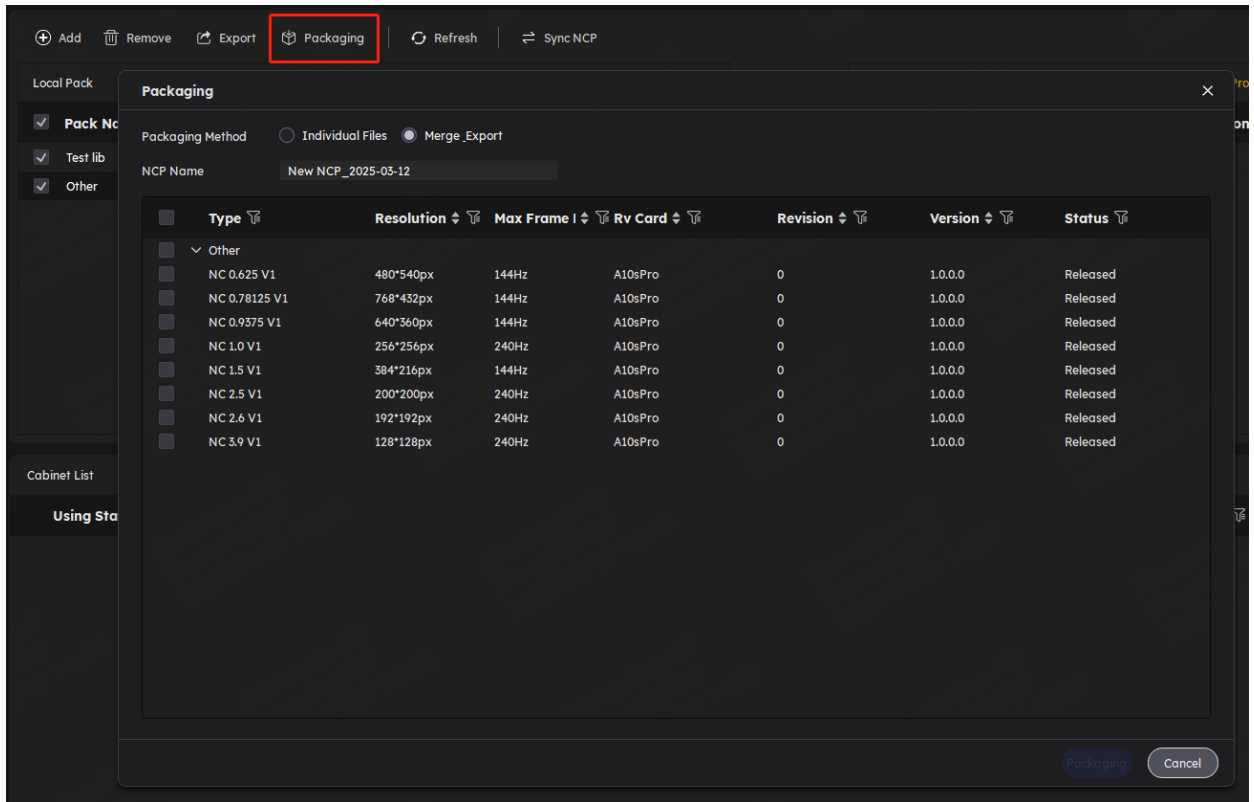 Add Remove Export Packaging Refresh Sync NCP
Local Pack
Packaging
Pack Na
Packaging Method Individual Files Merge_Export
Test lib
NCP Name New NCP_2025-03-12
Other
Type Resolution Max Frame Rv Card Revision Version Status
Other
NC 0.625 V1 480*540px 144Hz A10sPro 0 1.0.0.0 Released
NC 0.78125 V1 768*432px 144Hz A10sPro 0 1.0.0.0 Released
NC 0.9375 V1 640*360px 144Hz A10sPro 0 1.0.0.0 Released
NC 1.0 V1 256*256px 240Hz A10sPro 0 1.0.0.0 Released
NC 1.5 V1 384*216px 144Hz A10sPro 0 1.0.0.0 Released
NC 2.5 V1 200*200px 240Hz A10sPro 0 1.0.0.0 Released
NC 2.6 V1 192*192px 240Hz A10sPro 0 1.0.0.0 Released
NC 3.9 V1 128*128px 240Hz A10sPro 0 1.0.0.0 Released
Cabinet List
Using Sta
Packaging Cancel